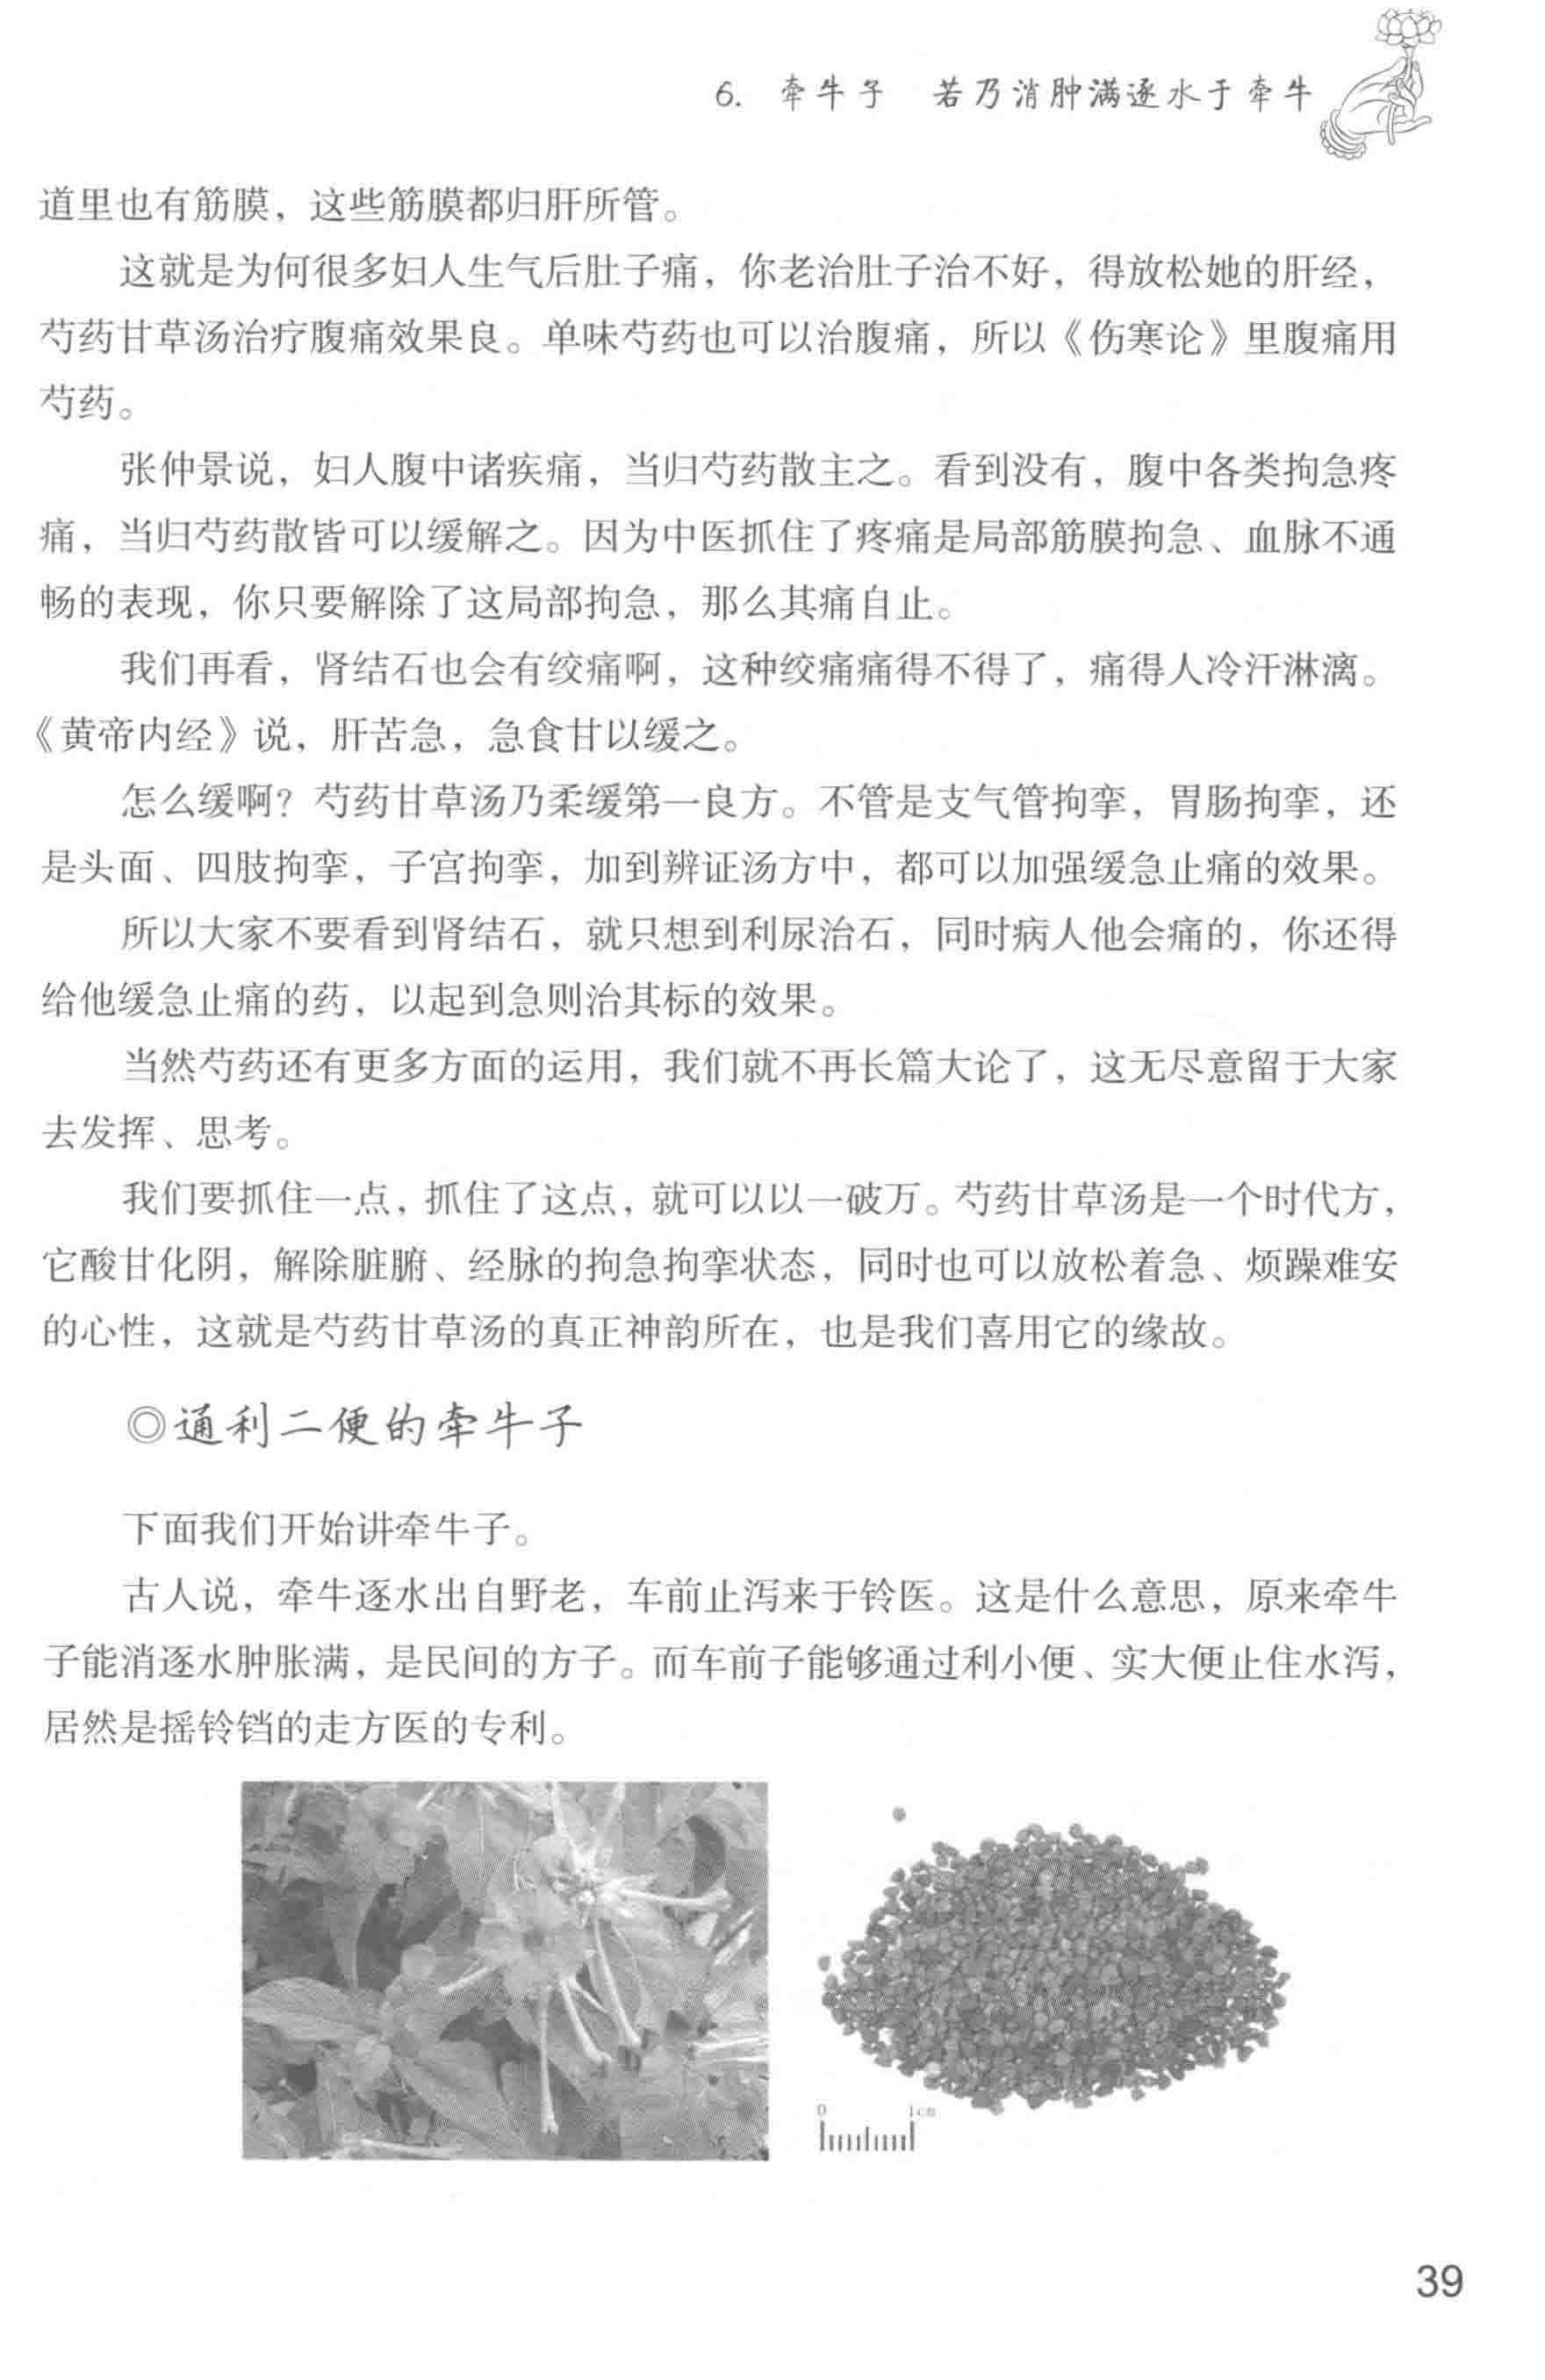 6. 牵牛子 若乃消肿满逐水于牵牛
道里也有筋膜，这些筋膜都归肝所管。
这就是为何很多妇人生气后肚子痛，你老治肚子治不好，得放松她的肝经，
芍药甘草汤治疗腹痛效果良。单味芍药也可以治腹痛，所以《伤寒论》里腹痛用
芍药。
张仲景说，妇人腹中诸疾痛，当归芍药散主之。看到没有，腹中各类拘急疼
痛，当归芍药散皆可以缓解之。因为中医抓住了疼痛是局部筋膜拘急、血脉不通
畅的表现，你只要解除了这局部拘急，那么其痛自止。
我们再看，肾结石也会有绞痛啊，这种绞痛痛得不得了，痛得人冷汗淋漓。
《黄帝内经》说，肝苦急，急食甘以缓之。
怎么缓啊？芍药甘草汤乃柔缓第一良方。不管是支气管拘挛，胃肠拘挛，还
是头面、四肢拘挛，子宫拘挛，加到辨证汤方中，都可以加强缓急止痛的效果。
所以大家不要看到肾结石，就只想到利尿治石，同时病人他会痛的，你还得
给他缓急止痛的药，以起到急则治其标的效果。
当然芍药还有更多方面的运用，我们就不再长篇大论了，这无尽意留于大家
去发挥、思考。
我们要抓住一点，抓住了这点，就可以以一破万。芍药甘草汤是一个时代方，
它酸甘化阴，解除脏腑、经脉的拘急拘挛状态，同时也可以放松着急、烦躁难安
的心性，这就是芍药甘草汤的真正神韵所在，也是我们喜用它的缘故。
◎通利二便的牵牛子
下面我们开始讲牵牛子。
古人说，牵牛逐水出自野老，车前止泻来于铃医。这是什么意思，原来牵牛
子能消逐水肿胀满，是民间的方子。而车前子能够通过利小便、实大便止住水泻，
居然是摇铃铛的走方医的专利。
0 1cm
39